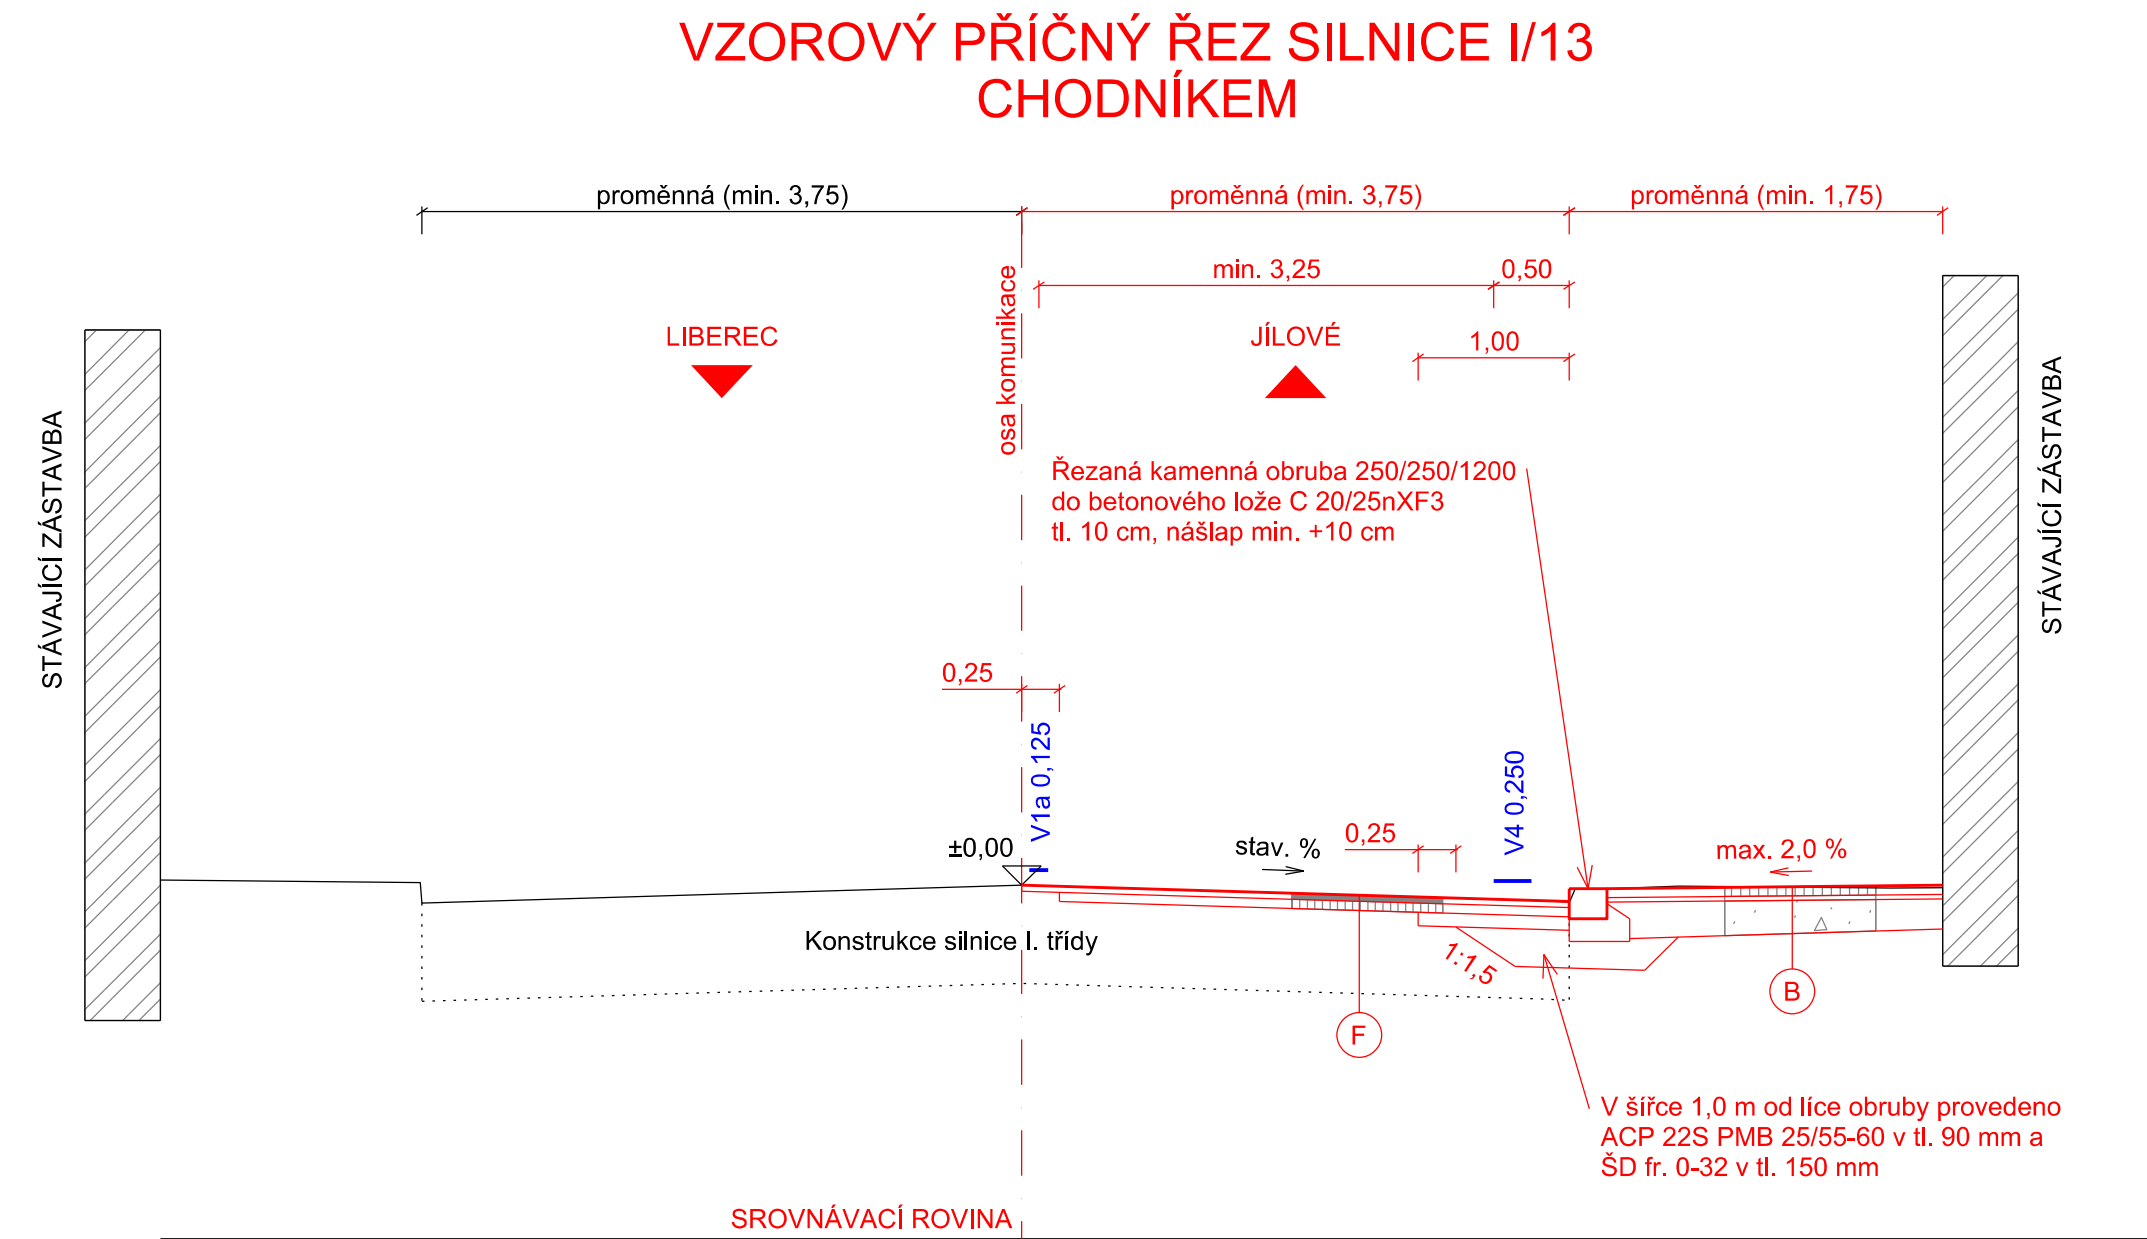 VZOROVÝ PŘÍČNÝ ŘEZ SILNICE I/13
CHODNÍKEM
proměnná (min. 3,75)
proměnná (min. 3,75)
proměnná (min. 1,75)
min. 3,25
0,50
osa komunikace
LIBEREC
JÍLOVÉ
1,00
STÁVAJÍCÍ ZÁSTAVBA
STÁVAJÍCÍ ZÁSTAVBA
Řezaná kamenná obruba 250/250/1200
do betonového lože C 20/25nXF3
tl. 10 cm, nášlap min. +10 cm
0,25
V1a 0,125
V4 0,250
±0,00
stav. %
0,25
max. 2,0 %
Konstrukce silnice I. třídy
1:1,5
B
F
V šířce 1,0 m od líce obruby provedeno
ACP 22S PMB 25/55-60 v tl. 90 mm a
ŠD fr. 0-32 v tl. 150 mm
SROVNÁVACÍ ROVINA